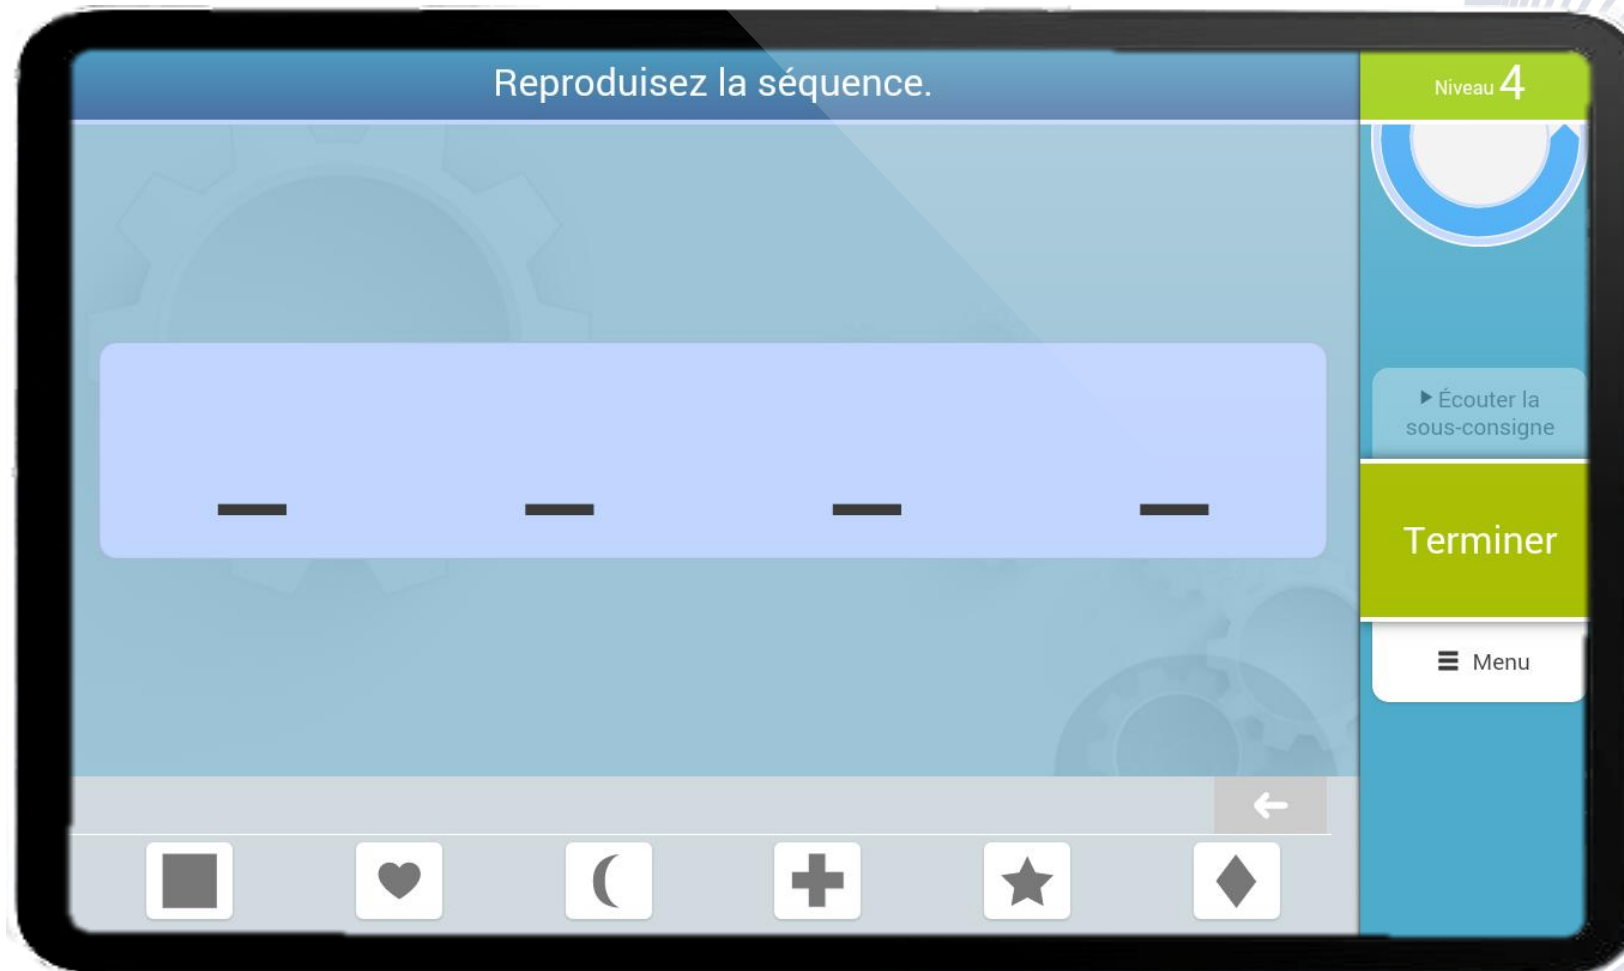 Reproduisez la séquence.
Niveau 4
Écouter la
sous-consigne
Terminer
Menu